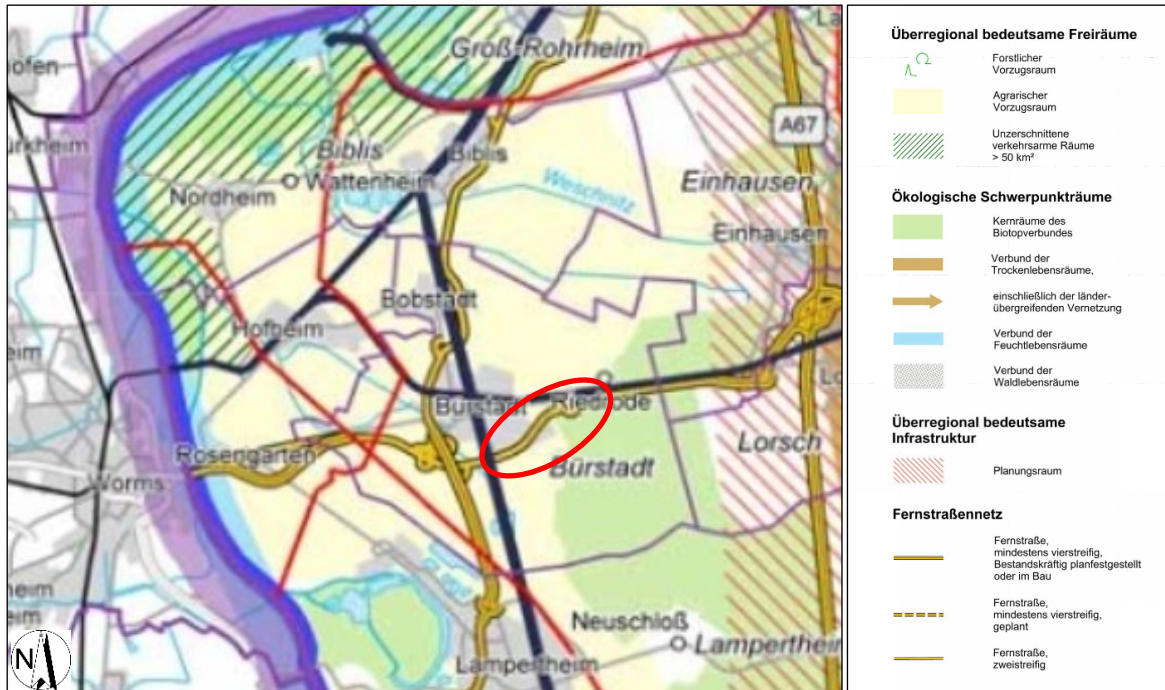 Groß-Rohrheim
A67
Biblis
Biblis
Nordheim
Wattenheim
Weschnitz
Einhausen
Einhausen
Bobstadt
Hofheim
Bürstadt
Riedrode
Rosengarten
Bürstadt
Lorsch
Worms
Neuschloß
Lampertheim
Lampertheim
N
Überregional bedeutsame Freiräume
Forstlicher
Vorzugsraum
Agrarischer
Vorzugsraum
Unzerschnittene
verkehrsarme Räume
> 50 km²
Ökologische Schwerpunkträume
Kernräume des
Biotopverbundes
Verbund der
Trockenlebensräume,
einschließlich der länder-
übergreifenden Vernetzung
Verbund der
Feuchtlebensräume
Verbund der
Waldlebensräume
Überregional bedeutsame
Infrastruktur
Planungsraum
Fernstraßennetz
Fernstraße,
mindestens vierstreifig,
Bestandskräftig planfestgestellt
oder im Bau
Fernstraße,
mindestens vierstreifig,
geplant
Fernstraße,
zweistreifig